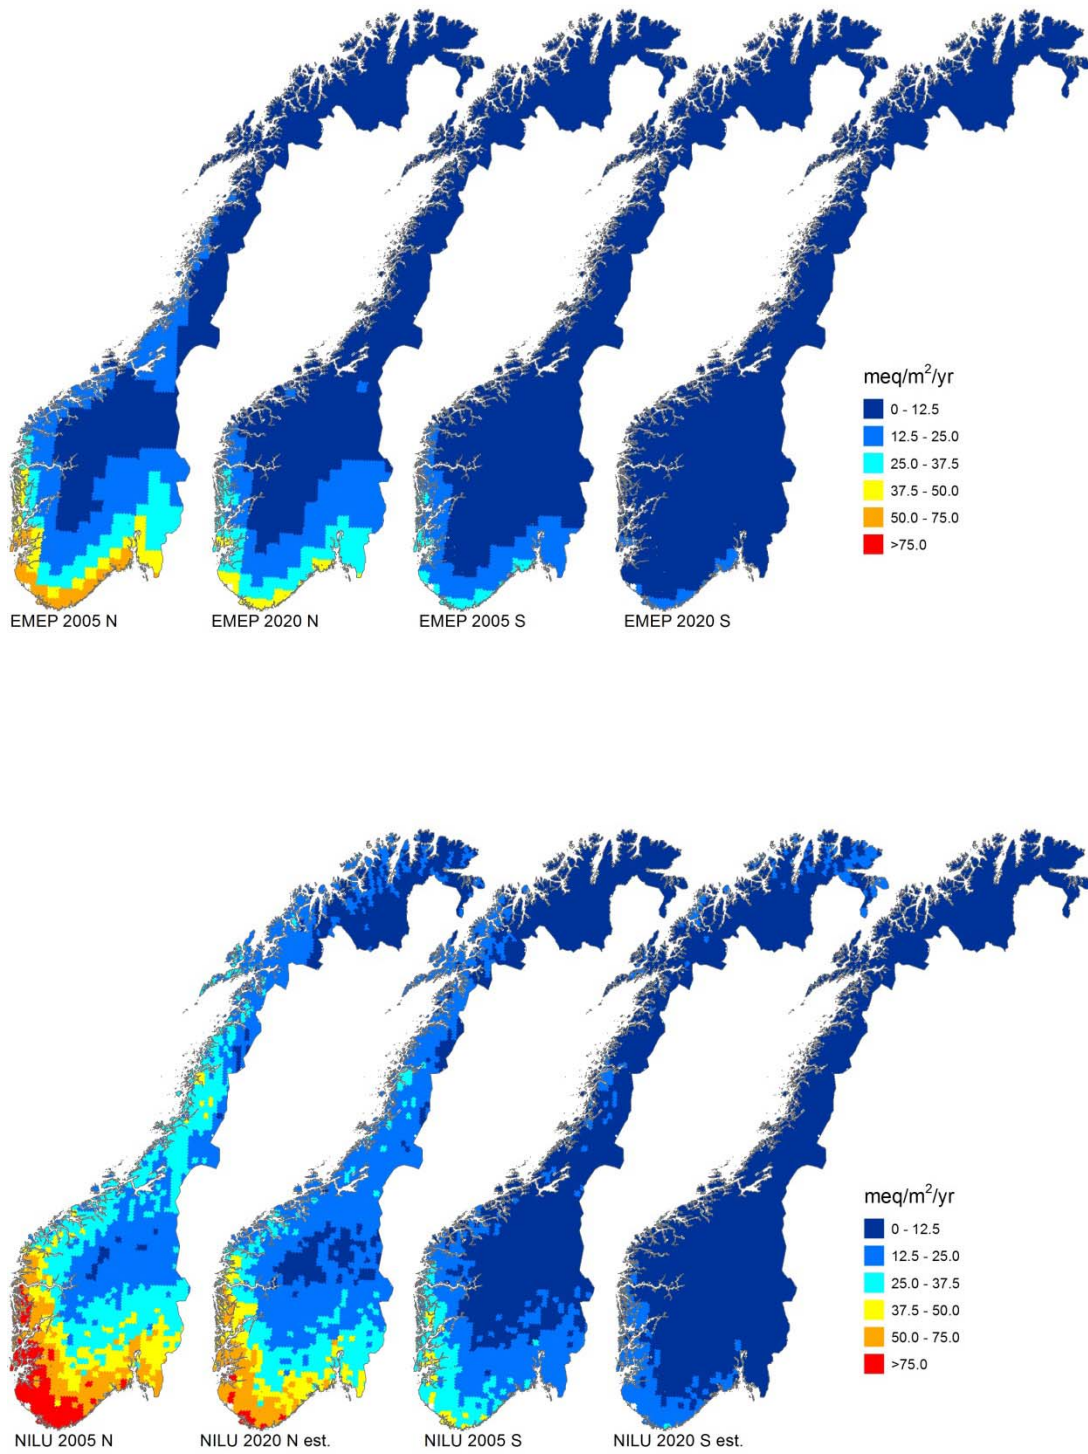 meq/m²/yr
0 - 12.5
12.5 - 25.0
25.0 - 37.5
37.5 - 50.0
50.0 - 75.0
>75.0
EMEP 2005 N
EMEP 2020 N
EMEP 2005 S
EMEP 2020 S
meq/m²/yr
0 - 12.5
12.5 - 25.0
25.0 - 37.5
37.5 - 50.0
50.0 - 75.0
>75.0
NILU 2005 N
NILU 2020 N est.
NILU 2005 S
NILU 2020 S est.